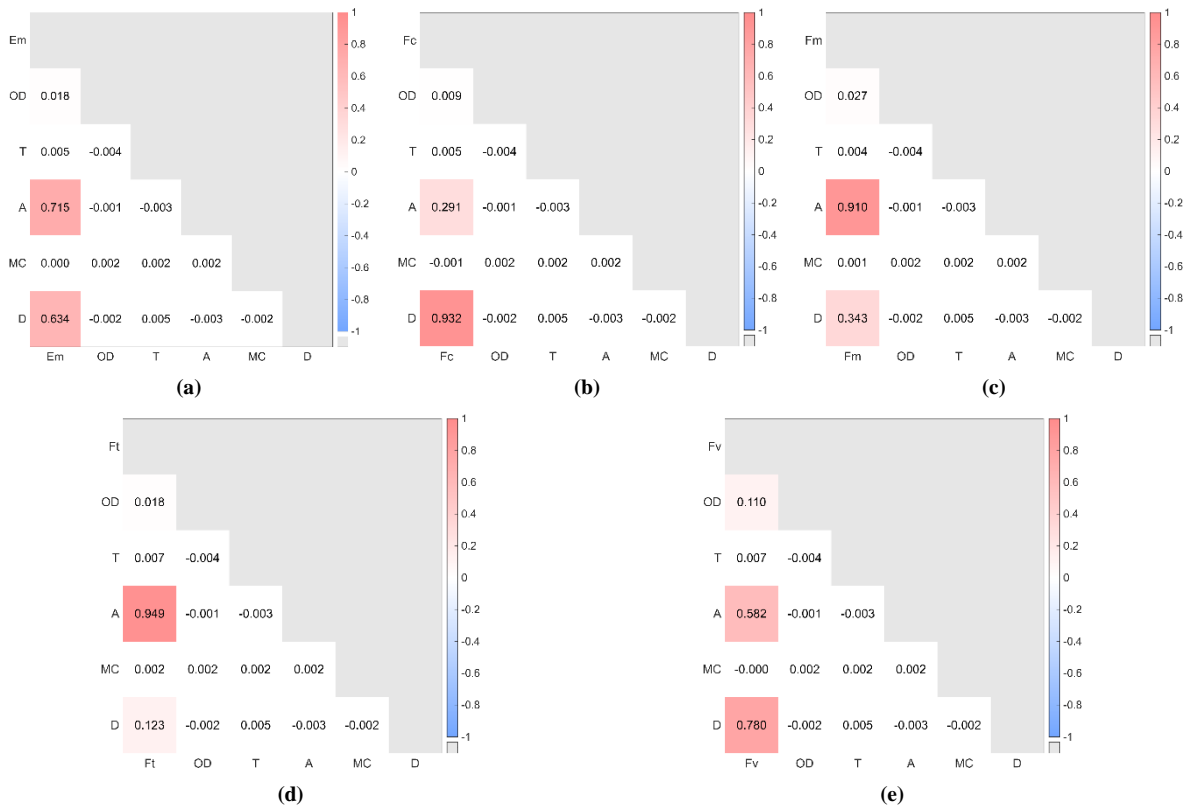 Em
OD 0.018
T 0.005 -0.004
A 0.715 -0.001 -0.003
MC 0.000 0.002 0.002 0.002
D 0.634 -0.002 0.005 -0.003 -0.002
Em OD T A MC D
1
0.8
0.6
0.4
0.2
0
-0.2
-0.4
-0.6
-0.8
-1
(a)
Fc
OD 0.009
T 0.005 -0.004
A 0.291 -0.001 -0.003
MC -0.001 0.002 0.002 0.002
D 0.932 -0.002 0.005 -0.003 -0.002
Fc OD T A MC D
1
0.8
0.6
0.4
0.2
0
-0.2
-0.4
-0.6
-0.8
-1
(b)
Fm
OD 0.027
T 0.004 -0.004
A 0.910 -0.001 -0.003
MC 0.001 0.002 0.002 0.002
D 0.343 -0.002 0.005 -0.003 -0.002
Fm OD T A MC D
1
0.8
0.6
0.4
0.2
0
-0.2
-0.4
-0.6
-0.8
-1
(c)
Ft
OD 0.018
T 0.007 -0.004
A 0.949 -0.001 -0.003
MC 0.002 0.002 0.002 0.002
D 0.123 -0.002 0.005 -0.003 -0.002
Ft OD T A MC D
1
0.8
0.6
0.4
0.2
0
-0.2
-0.4
-0.6
-0.8
-1
(d)
Fv
OD 0.110
T 0.007 -0.004
A 0.582 -0.001 -0.003
MC -0.000 0.002 0.002 0.002
D 0.780 -0.002 0.005 -0.003 -0.002
Fv OD T A MC D
1
0.8
0.6
0.4
0.2
0
-0.2
-0.4
-0.6
-0.8
-1
(e)